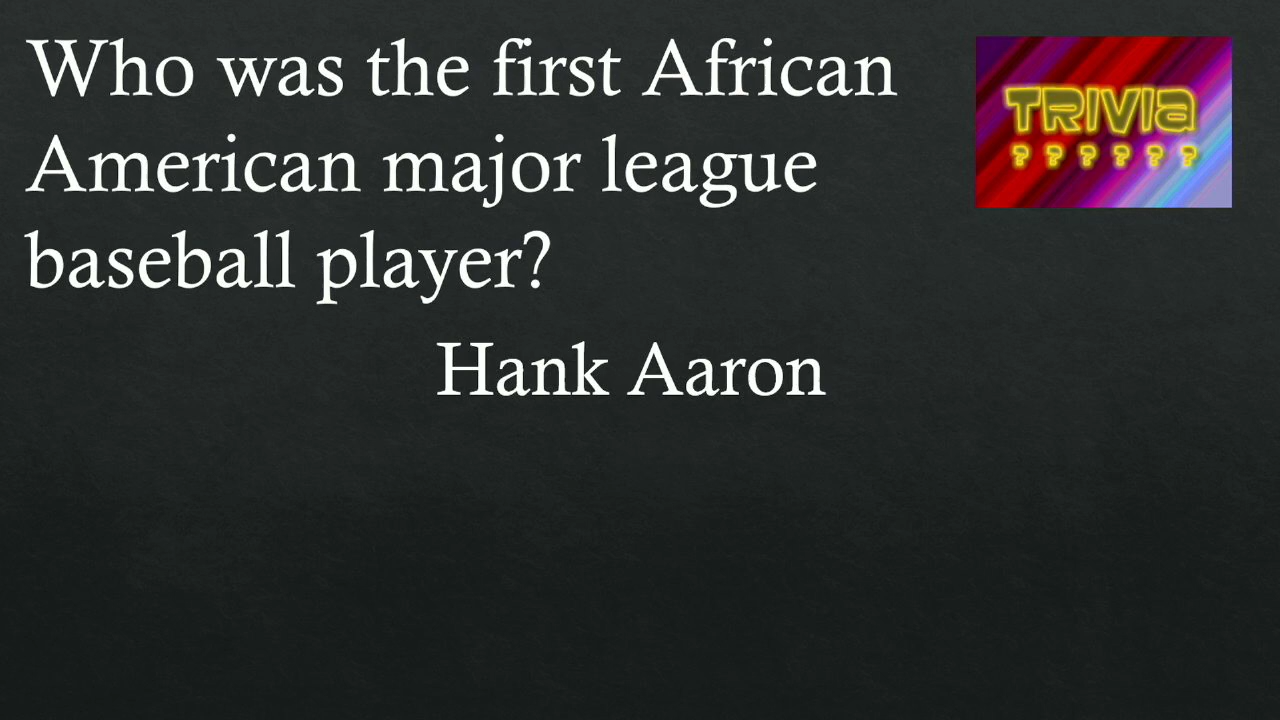 Who was the first African
American major league
baseball player?
TRIVIa
? ? ? ? ? ?
Hank Aaron